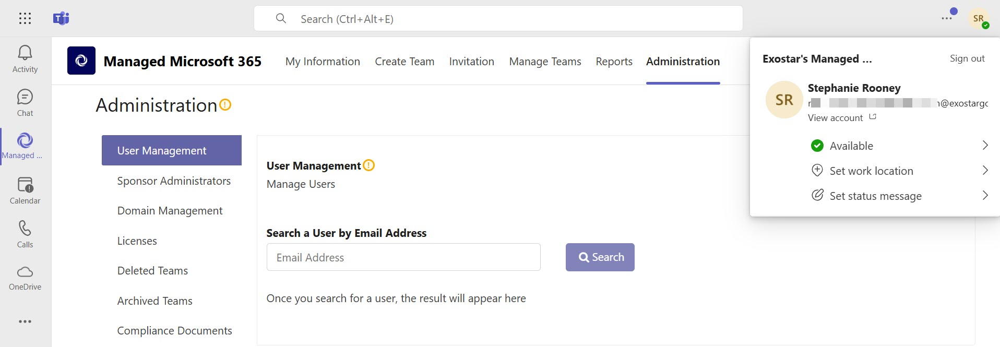 Search (Ctrl+Alt+E)
SR
Activity
Chat
Managed ...
Calendar
Calls
OneDrive
Managed Microsoft 365
My Information
Create Team
Invitation
Manage Teams
Reports
Administration
Administration
User Management
Sponsor Administrators
Domain Management
Licenses
Deleted Teams
Archived Teams
Compliance Documents
User Management
Manage Users
Search a User by Email Address
Email Address
Search
Once you search for a user, the result will appear here
Exostar's Managed ...
Sign out
SR
Stephanie Rooney
@exostargc
View account
Available
Set work location
Set status message